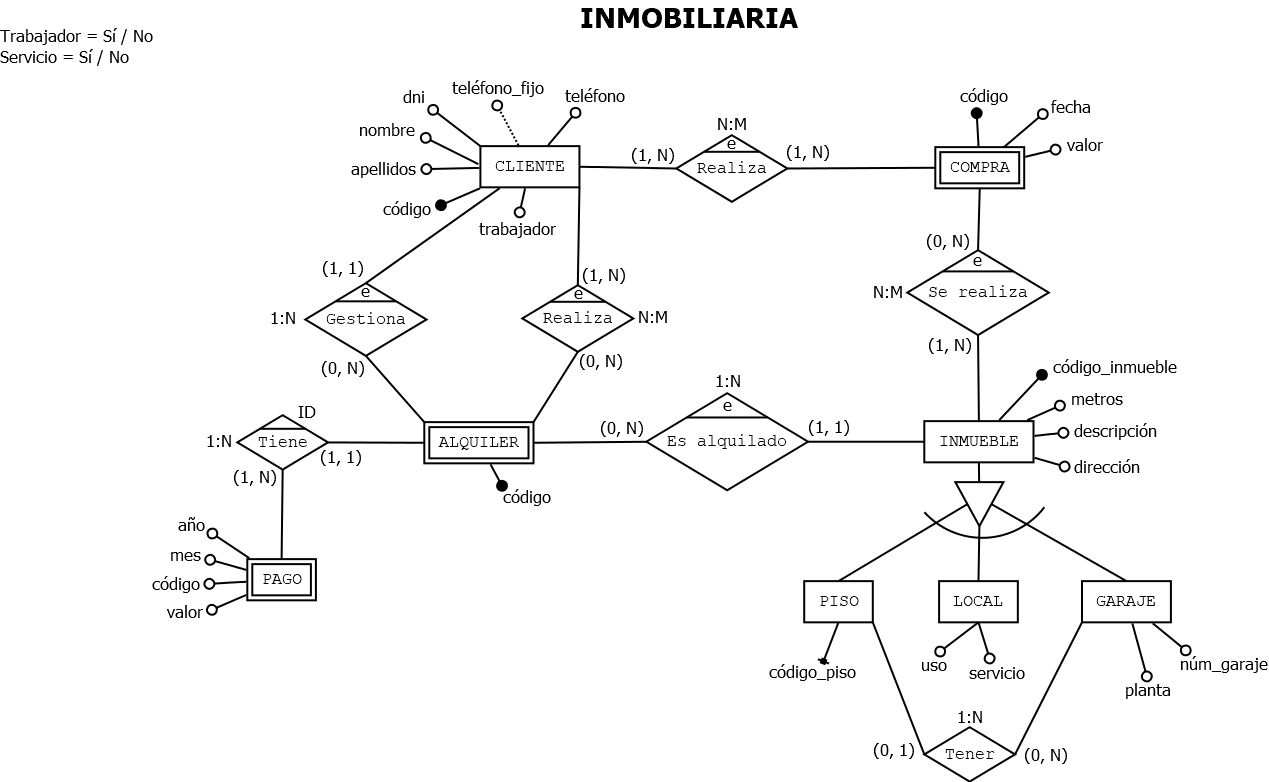 INMOBILIARIA
Trabajador = Sí / No
Servicio = Sí / No
teléfono_fijo
dni
teléfono
nombre
apellidos
código
trabajador
CLIENTE
N:M
e
Realiza
(1, N)
(1, N)
código
fecha
valor
COMPRA
(0, N)
e
N:M
Se realiza
(1, N)
(1, 1)
e
1:N
Gestiona
(0, N)
(1, N)
e
Realiza
N:M
(0, N)
ID
1:N
Tiene
(1, 1)
(1, N)
ALQUILER
código
1:N
e
(0, N)
Es alquilado
(1, 1)
INMUEBLE
código_inmueble
metros
descripción
dirección
año
mes
código
valor
PAGO
PISO
LOCAL
GARAJE
código_piso
uso
servicio
núm_garaje
planta
1:N
(0, 1)
Tener
(0, N)